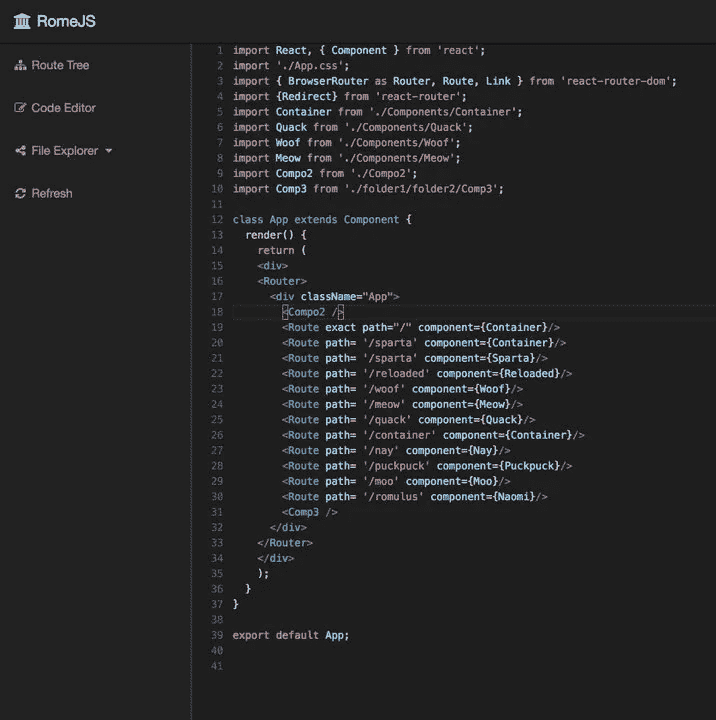 RomeJS
Route Tree
Code Editor
File Explorer
Refresh
1 import React, { Component } from 'react';
2 import './App.css';
3 import { BrowserRouter as Router, Route, Link } from 'react-router-dom';
4 import {Redirect} from 'react-router';
5 import Container from './Components/Container';
6 import Quack from './Components/Quack';
7 import Woof from './Components/Woof';
8 import Meow from './Components/Meow';
9 import Compo2 from './Compo2';
10 import Comp3 from './folder1/folder2/Comp3';
11
12 class App extends Component {
13   render() {
14     return (
15     <div>
16     <Router>
17       <div className="App">
18         <Compo2 />
19         <Route exact path="/" component={Container}/>
20         <Route path= '/sparta' component={Container}/>
21         <Route path= '/sparta' component={Sparta}/>
22         <Route path= '/reloaded' component={Reloaded}/>
23         <Route path= '/woof' component={Woof}/>
24         <Route path= '/meow' component={Meow}/>
25         <Route path= '/quack' component={Quack}/>
26         <Route path= '/container' component={Container}/>
27         <Route path= '/nay' component={Nay}/>
28         <Route path= '/puckpuck' component={Puckpuck}/>
29         <Route path= '/moo' component={Moo}/>
30         <Route path= '/romulus' component={Naomi}/>
31         <Comp3 />
32       </div>
33     </Router>
34     </div>
35     );
36   }
37 }
38
39 export default App;
40
41